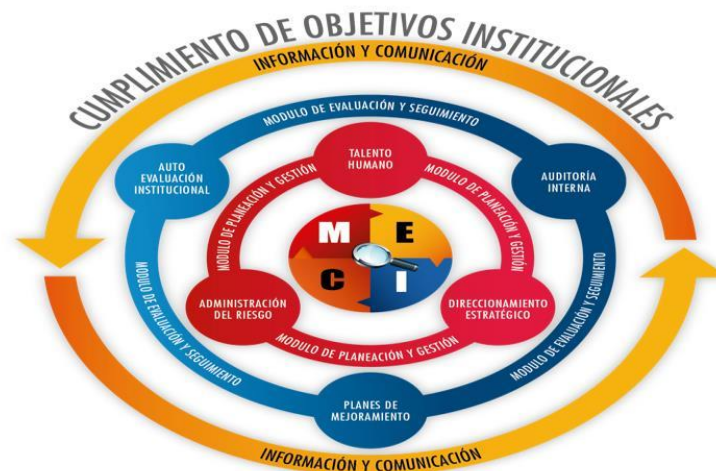 CUMPLIMIENTO DE OBJETIVOS INSTITUCIONALES
INFORMACIÓN Y COMUNICACIÓN
MODULO DE EVALUACIÓN Y SEGUIMIENTO
AUTO
EVALUACIÓN
INSTITUCIONAL
TALENTO
HUMANO
AUDITORÍA
INTERNA
MODULO DE PLANEACIÓN Y GESTIÓN
MODULO DE PLANEACIÓN Y GESTIÓN
M E
C I
ADMINISTRACIÓN
DEL RIESGO
DIRECCIONAMIENTO
ESTRATÉGICO
MODULO DE PLANEACIÓN Y GESTIÓN
MODULO DE EVALUACIÓN Y SEGUIMIENTO
MODULO DE EVALUACIÓN Y SEGUIMIENTO
PLANES DE
MEJORAMIENTO
INFORMACIÓN Y COMUNICACIÓN